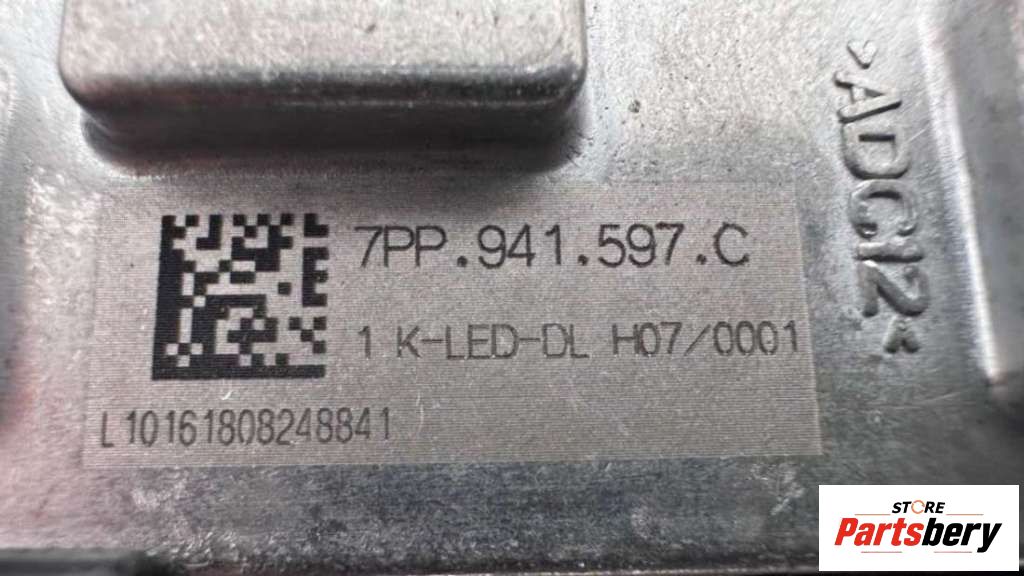 7PP.941.597.C
1 K-LED-DL H07/0001
L10161808248841
>ADC12<
STORE
Partsbery